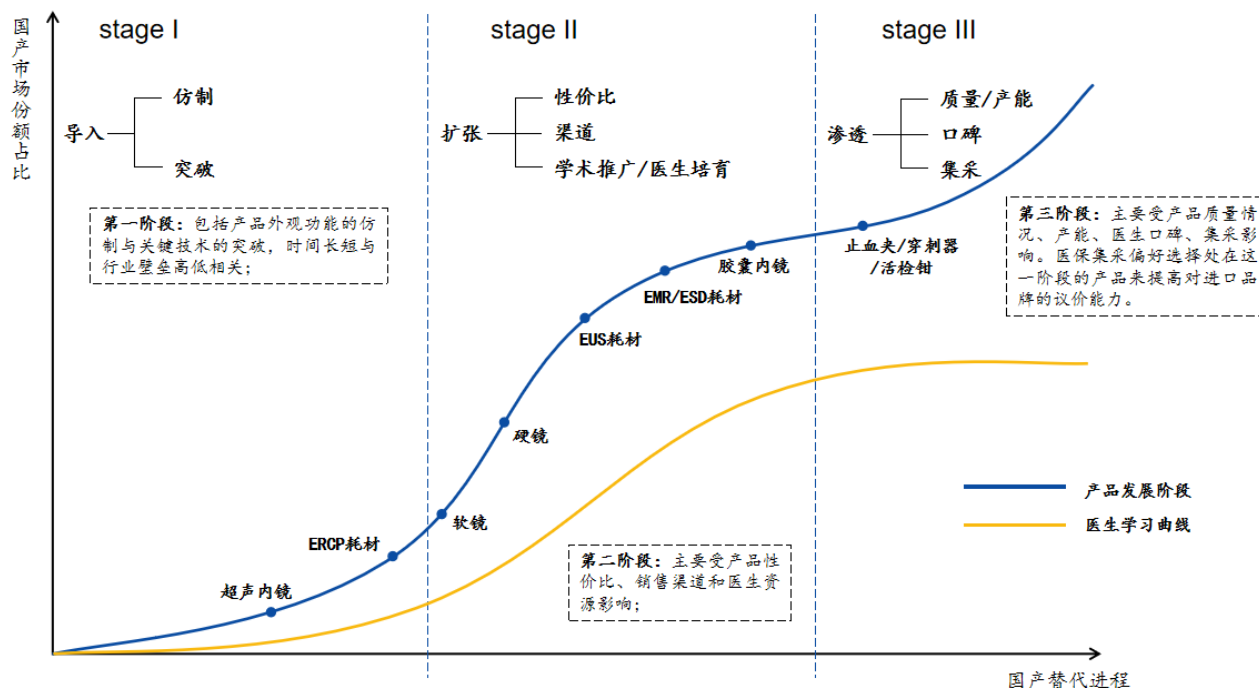 国产市场份额占比
stage I
stage II
stage III
导入
仿制
突破
扩张
性价比
渠道
学术推广/医生培育
渗透
质量/产能
口碑
集采
第一阶段：包括产品外观功能的仿
制与关键技术的突破，时间长短与
行业壁垒高低相关；
第三阶段：主要受产品质量情
况、产能、医生口碑、集采影
响。医保集采偏好选择处在这
一阶段的产品来提高对进口品
牌的议价能力。
止血夹/穿刺器
/活检钳
胶囊内镜
EMR/ESD耗材
EUS耗材
硬镜
软镜
ERCP耗材
超声内镜
产品发展阶段
医生学习曲线
第二阶段：主要受产品性
价比、销售渠道和医生资
源影响；
国产替代进程